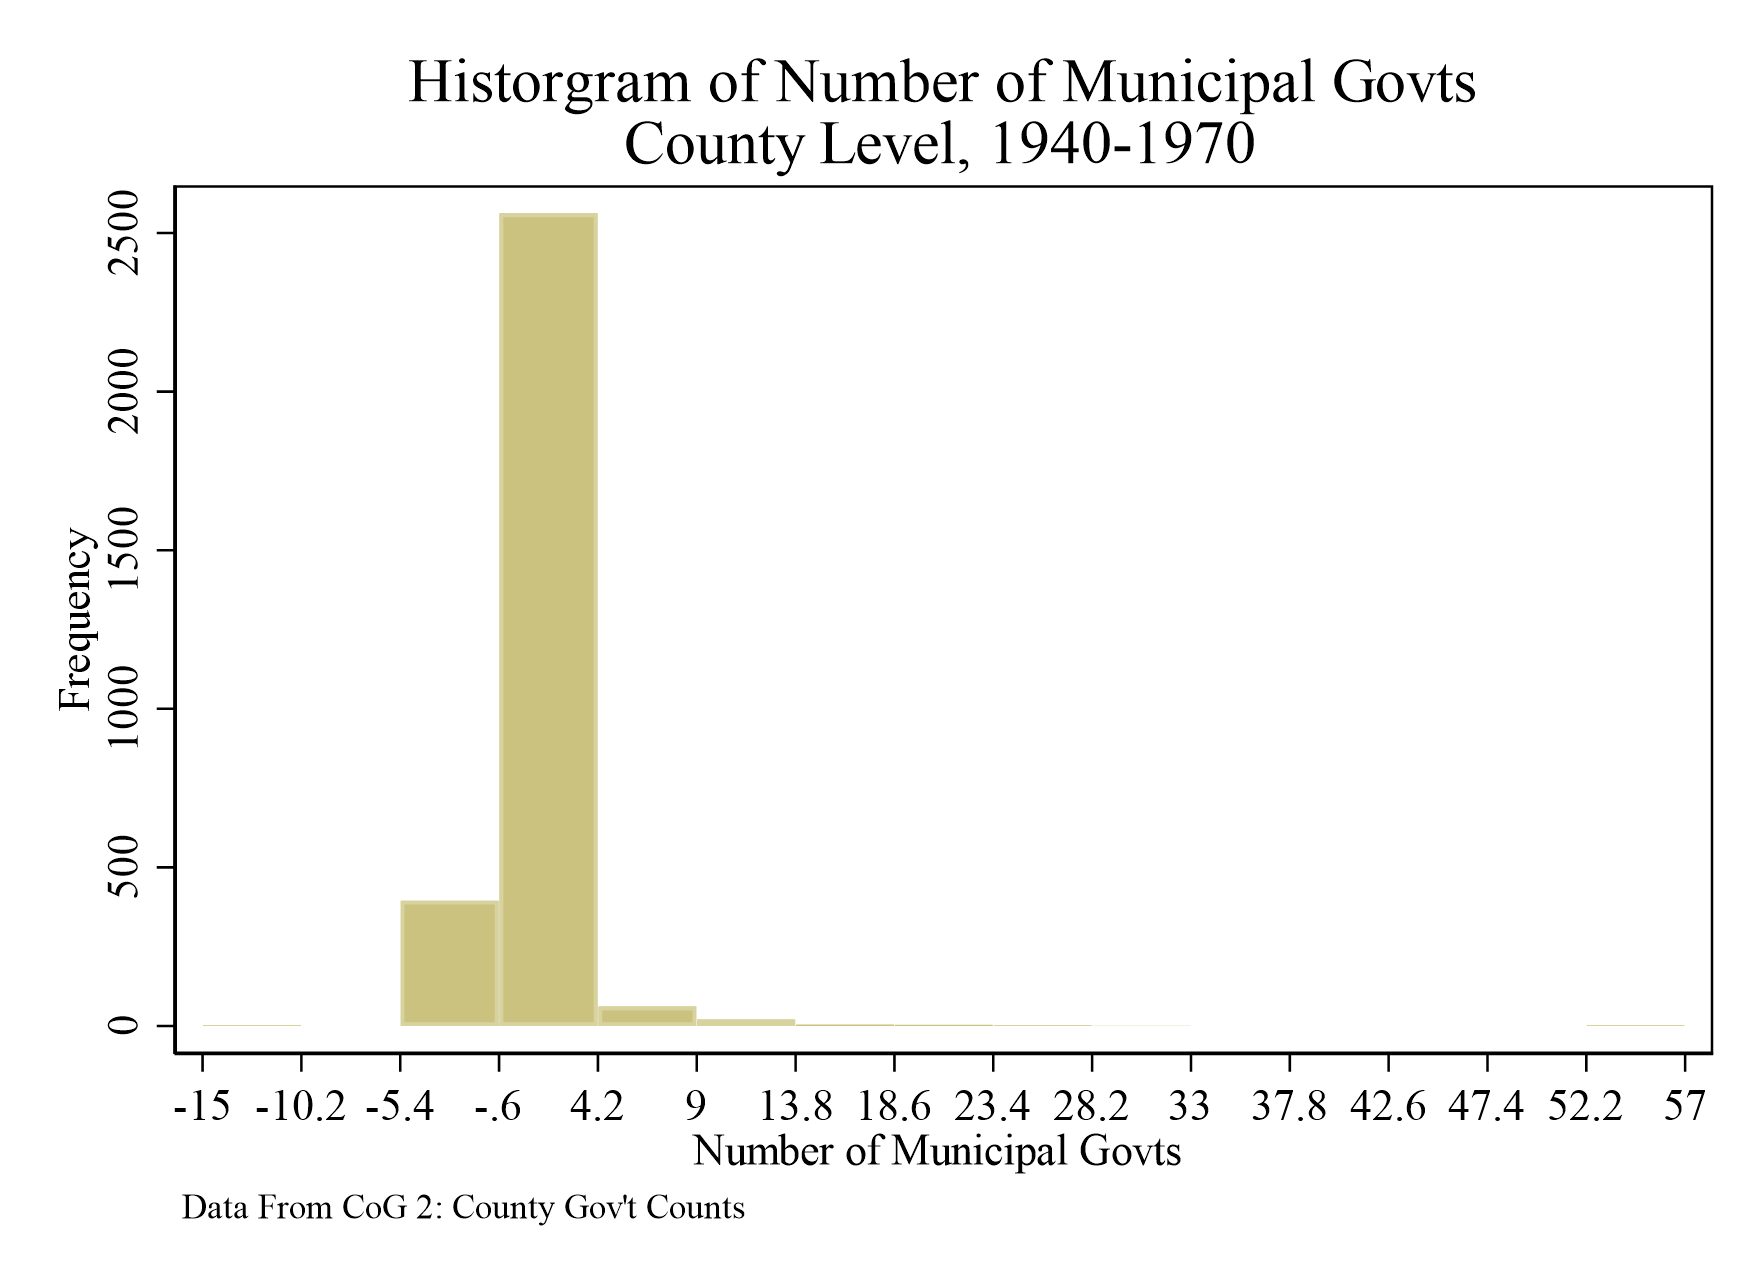 Historgram of Number of Municipal Govts
County Level, 1940-1970
Frequency
2500
2000
1500
1000
500
0
-15 -10.2 -5.4 -.6 4.2 9 13.8 18.6 23.4 28.2 33 37.8 42.6 47.4 52.2 57
Number of Municipal Govts
Data From CoG 2: County Gov't Counts